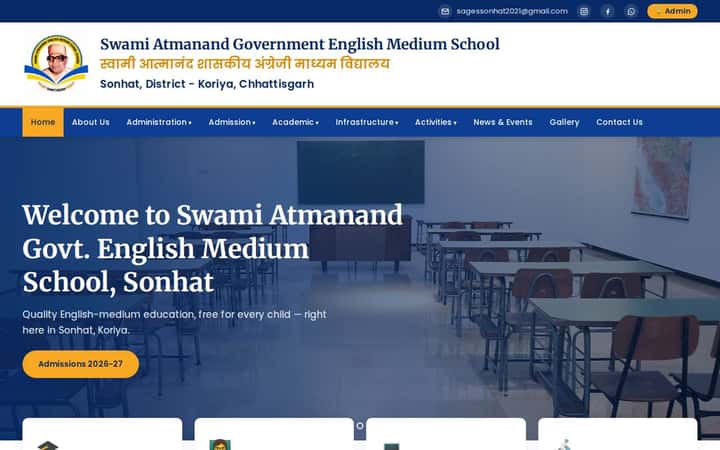 sagessonhat2021@gmail.com
Admin
Swami Atmanand Government English Medium School
स्वामी आत्मानंद शासकीय अंग्रेजी माध्यम विद्यालय
Sonhat, District - Koriya, Chhattisgarh
Home About Us Administration ▾ Admission ▾ Academic ▾ Infrastructure ▾ Activities ▾ News & Events Gallery Contact Us
Welcome to Swami Atmanand
Govt. English Medium
School, Sonhat
Quality English-medium education, free for every child — right
here in Sonhat, Koriya.
Admissions 2026-27